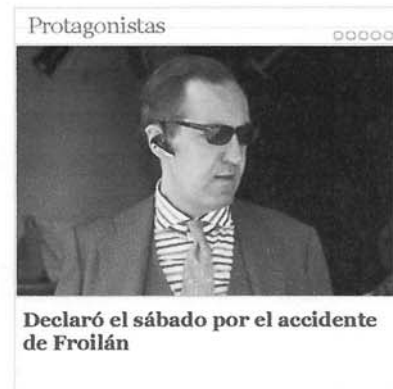 Protagonistas
Declaró el sábado por el accidente
de Froilán